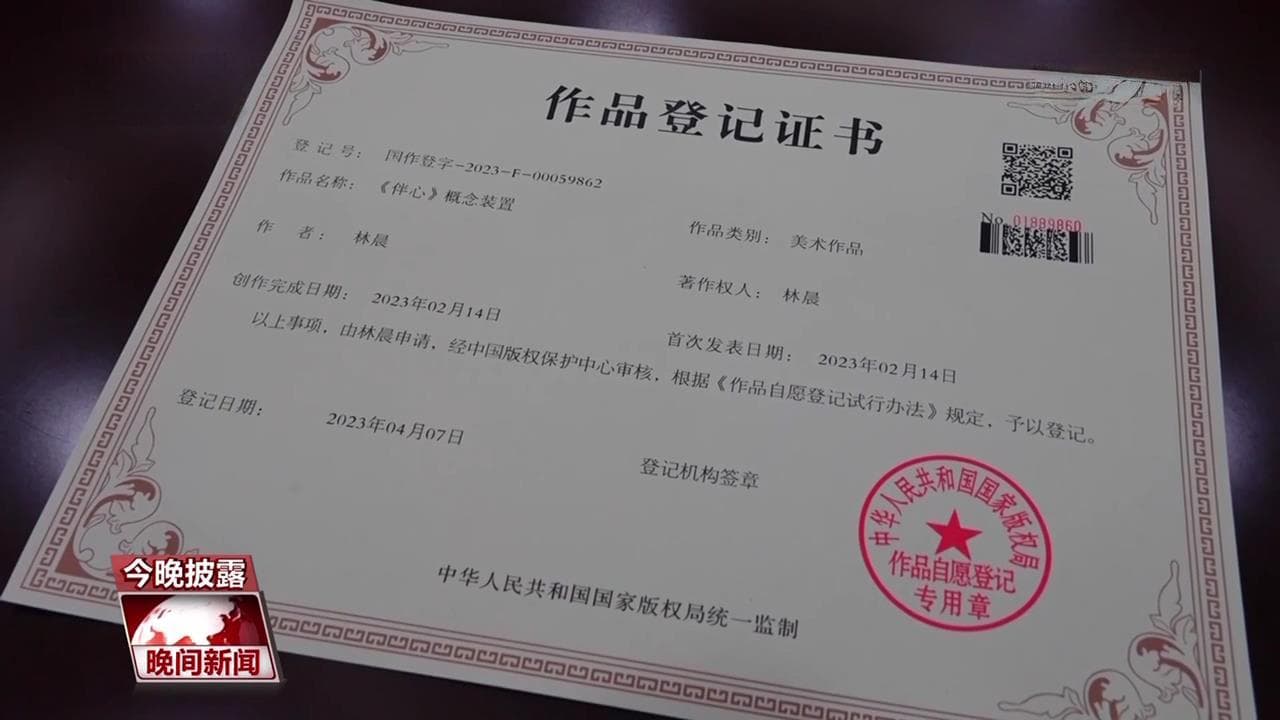 作品登记证书
登记号： 国作登字-2023-F-00059862
作品名称： 《伴心》概念装置
作品类别： 美术作品
No. 01889860
作 者： 林晨
著作权人： 林晨
创作完成日期： 2023年02月14日
首次发表日期： 2023年02月14日
以上事项，由林晨申请，经中国版权保护中心审核，根据《作品自愿登记试行办法》规定，予以登记。
登记日期： 2023年04月07日
登记机构签章
中华人民共和国国家版权局
作品自愿登记
专用章
中华人民共和国国家版权局统一监制
今晚披露
晚间新闻